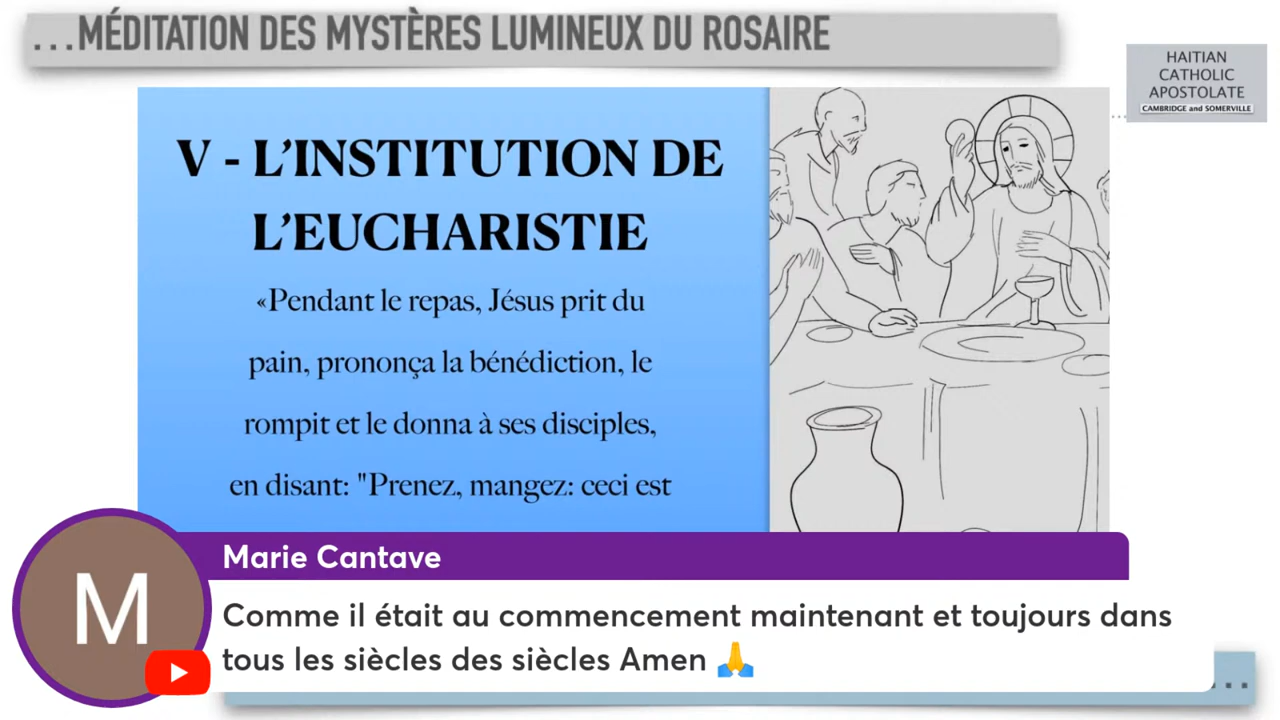 ...MÉDITATION DES MYSTÈRES LUMINEUX DU ROSAIRE
HAITIAN
CATHOLIC
APOSTOLATE
CAMBRIDGE and SOMERVILLE
V - L'INSTITUTION DE
L'EUCHARISTIE
«Pendant le repas, Jésus prit du
pain, prononça la bénédiction, le
rompit et le donna à ses disciples,
en disant: "Prenez, mangez: ceci est
M
Marie Cantave
Comme il était au commencement maintenant et toujours dans
tous les siècles des siècles Amen 🙏